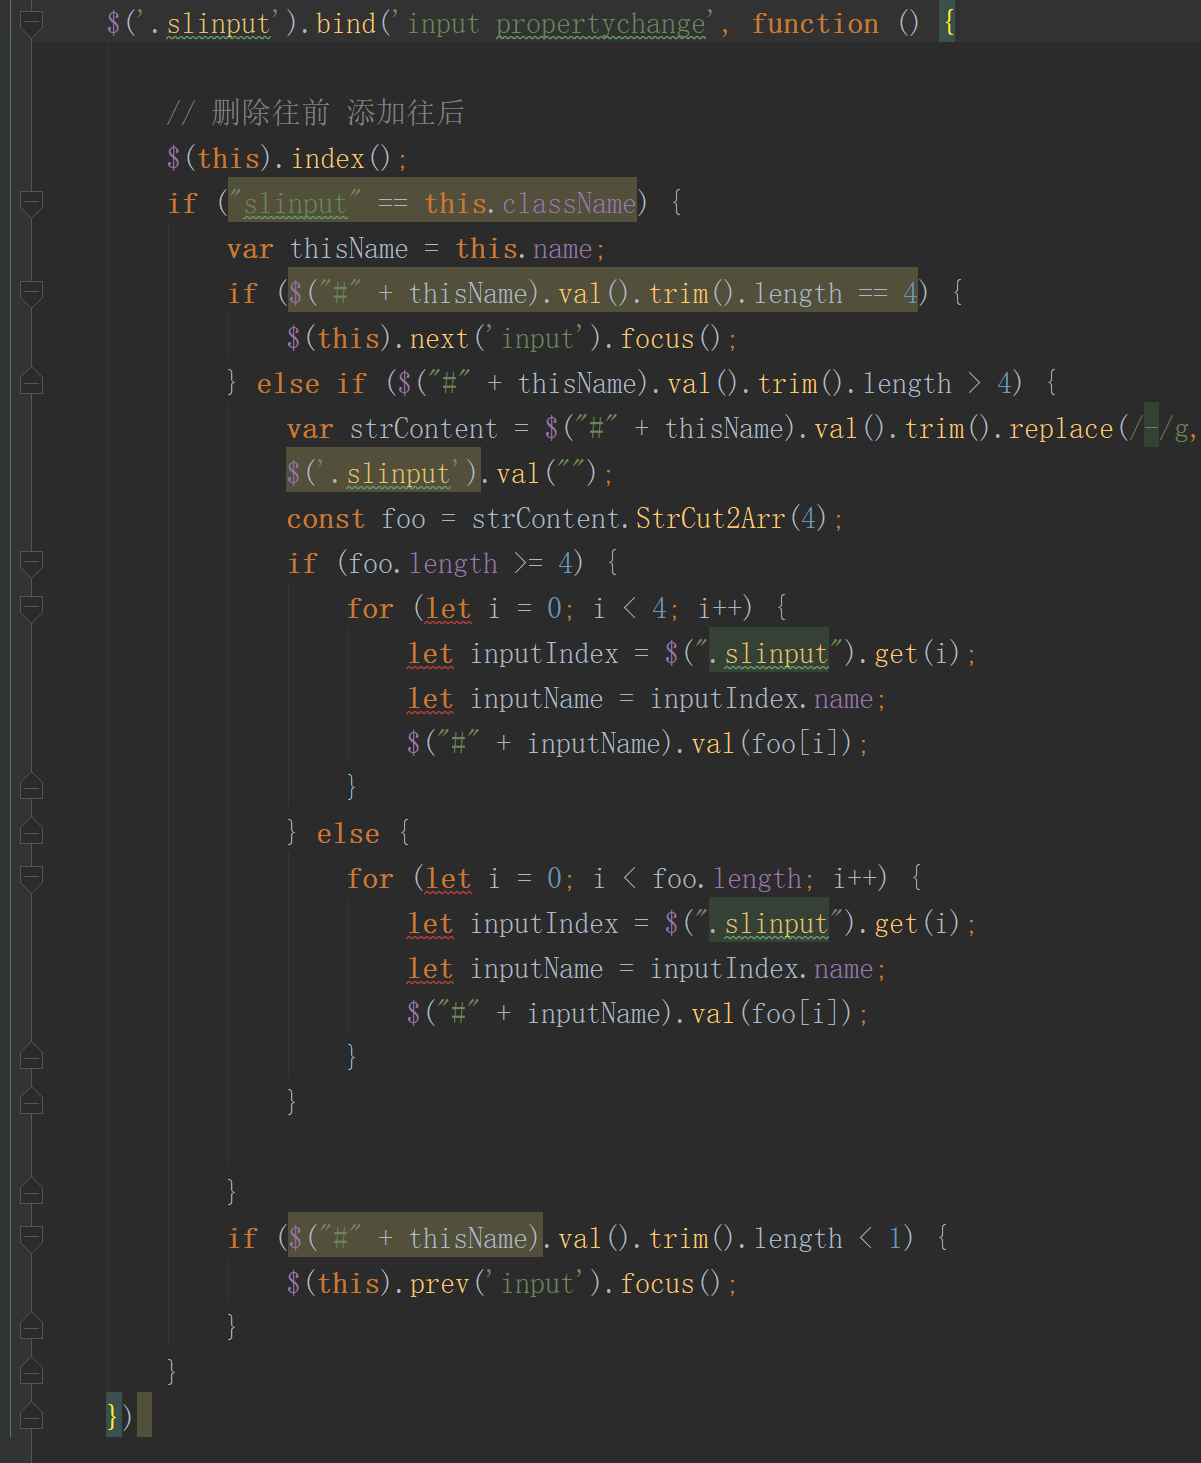 $('.slinput').bind('input propertychange', function () {
// 删除往前 添加往后
$(this).index();
if ("slinput" == this.className) {
var thisName = this.name;
if ($("#" + thisName).val().trim().length == 4) {
$(this).next('input').focus();
} else if ($("#" + thisName).val().trim().length > 4) {
var strContent = $("#" + thisName).val().trim().replace(/-/g,
$('.slinput').val("");
const foo = strContent.StrCut2Arr(4);
if (foo.length >= 4) {
for (let i = 0; i < 4; i++) {
let inputIndex = $(".slinput").get(i);
let inputName = inputIndex.name;
$("#" + inputName).val(foo[i]);
}
} else {
for (let i = 0; i < foo.length; i++) {
let inputIndex = $(".slinput").get(i);
let inputName = inputIndex.name;
$("#" + inputName).val(foo[i]);
}
}
}
if ($("#" + thisName).val().trim().length < 1) {
$(this).prev('input').focus();
}
}
})